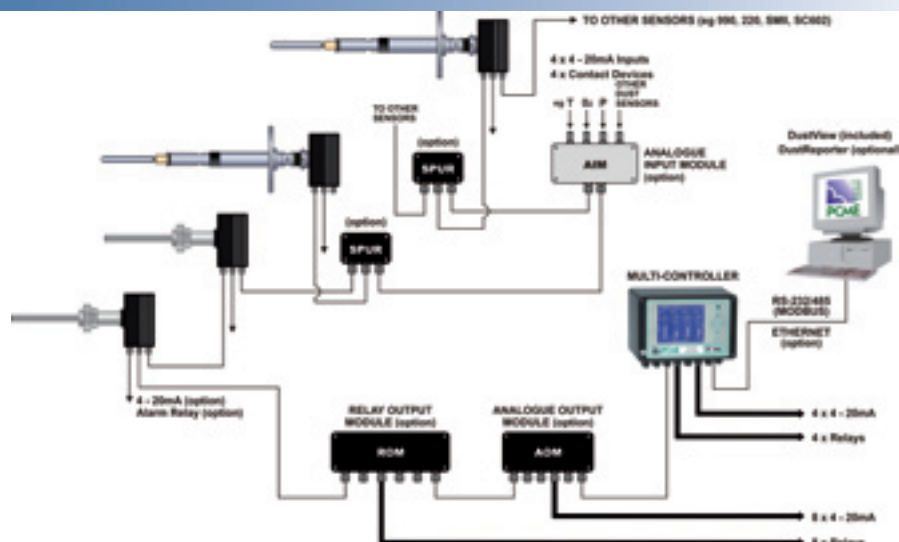 TO OTHER SENSORS (eg 990, 220, SMII, SC602)
4 x 4 - 20mA Inputs
4 x Contact Devices
eg T
P
OTHER
DUST
SENSORS
TO OTHER
SENSORS
(option)
SPUR
AIM
ANALOGUE
INPUT MODULE
(option)
DustView (included)
DustReporter (optional)
PCME
(option)
SPUR
MULTI-CONTROLLER
RS-232/485
(MODBUS)
ETHERNET
(option)
4 - 20mA (option)
Alarm Relay (option)
RELAY OUTPUT
MODULE (option)
ROM
ANALOGUE OUTPUT
MODULE (option)
AOM
4 x 4 - 20mA
4 x Relays
8 x 4 - 20mA
8 x Relays